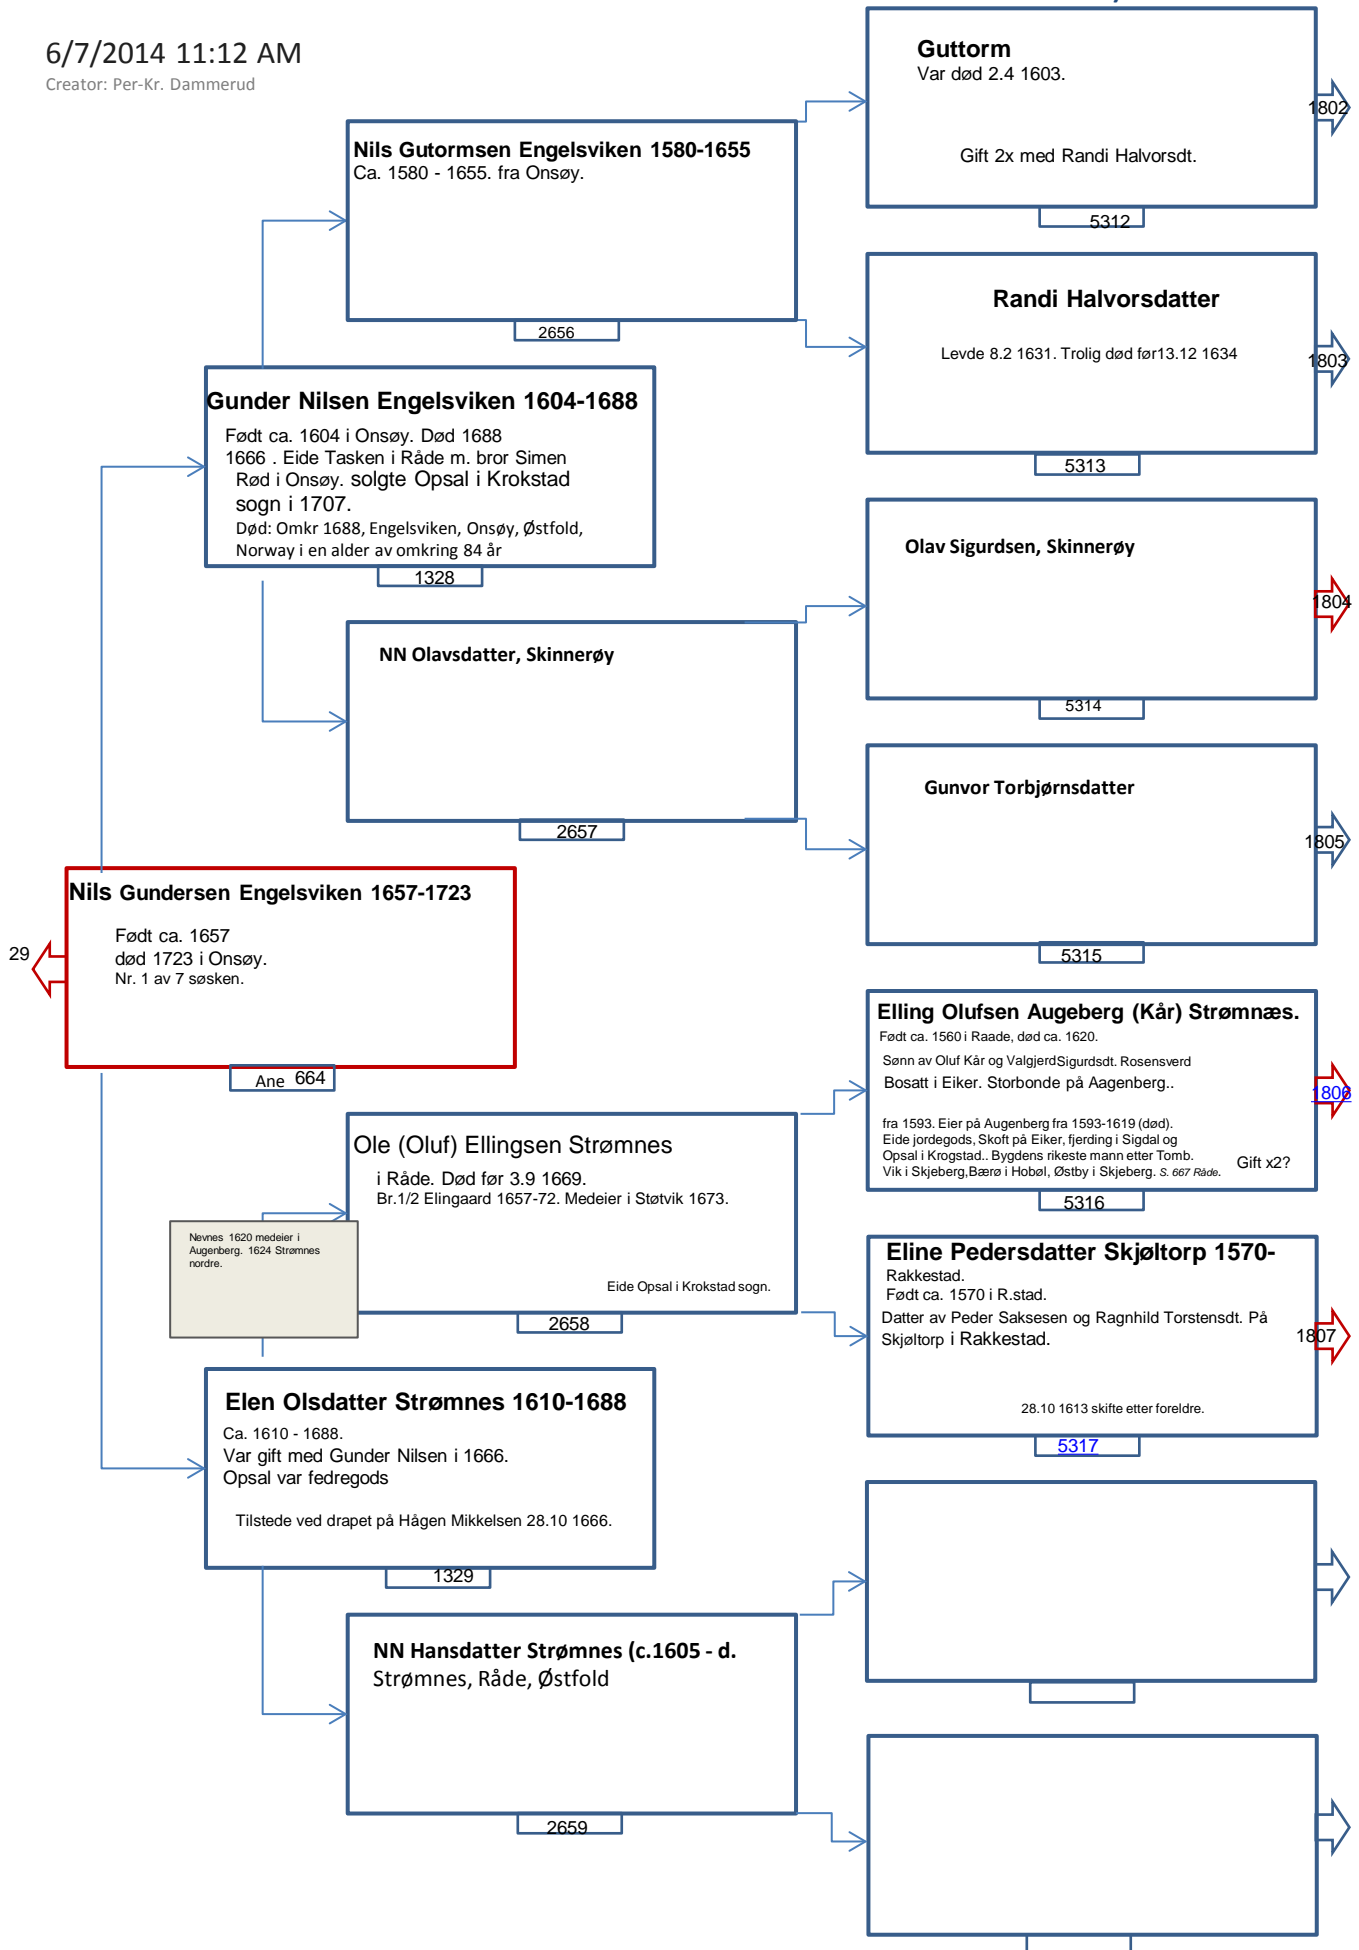 6/7/2014 11:12 AM
Creator: Per-Kr. Dammerud
Guttorm
Var død 2.4 1603.
Gift 2x med Randi Halvorsdt.
1802
5312
Nils Gutormsen Engelsviken 1580-1655
Ca. 1580 - 1655. fra Onsøy.
2656
Randi Halvorsdatter
Levde 8.2 1631. Trolig død før13.12 1634
1803
5313
Gunder Nilsen Engelsviken 1604-1688
Født ca. 1604 i Onsøy. Død 1688
1666 . Eide Tasken i Råde m. bror Simen
Rød i Onsøy. solgte Opsal i Krokstad
sogn i 1707.
Død: Omkr 1688, Engelsviken, Onsøy, Østfold,
Norway i en alder av omkring 84 år
1328
Olav Sigurdsen, Skinnerøy
1804
5314
NN Olavsdatter, Skinnerøy
2657
Gunvor Torbjørnsdatter
1805
5315
Nils Gundersen Engelsviken 1657-1723
Født ca. 1657
død 1723 i Onsøy.
Nr. 1 av 7 søsken.
29
Ane 664
Elling Olufsen Augeberg (Kår) Strømnæs.
Født ca. 1560 i Raade, død ca. 1620.
Sønn av Oluf Kår og ValgjerdSigurdsdt. Rosensverd
Bosatt i Eiker. Storbonde på Aagenberg..
fra 1593. Eier på Augenberg fra 1593-1619 (død).
Eide jordegods, Skoft på Eiker, fjerding i Sigdal og
Opsal i Krogstad.. Bygdens rikeste mann etter Tomb.
Vik i Skjeberg,Bærø i Hobøl, Østby i Skjeberg. S. 667 Råde.
Gift x2?
1806
5316
Ole (Oluf) Ellingsen Strømnes
i Råde. Død før 3.9 1669.
Br.1/2 Elingaard 1657-72. Medeier i Støtvik 1673.
Eide Opsal i Krokstad sogn.
2658
Nevnes 1620 medeier i
Augenberg. 1624 Strømnes
nordre.
Eline Pedersdatter Skjøltorp 1570-
Rakkestad.
Født ca. 1570 i R.stad.
Datter av Peder Saksesen og Ragnhild Torstensdt. På
Skjøltorp i Rakkestad.
28.10 1613 skifte etter foreldre.
1807
5317
Elen Olsdatter Strømnes 1610-1688
Ca. 1610 - 1688.
Var gift med Gunder Nilsen i 1666.
Opsal var fedregods
Tilstede ved drapet på Hågen Mikkelsen 28.10 1666.
1329
NN Hansdatter Strømnes (c.1605 - d.
Strømnes, Råde, Østfold
2659